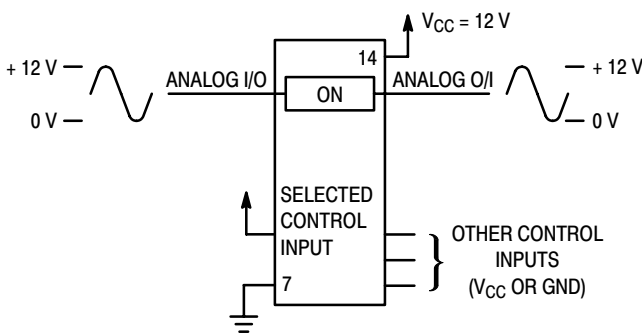 V_CC = 12 V
14
+ 12 V
0 V
ANALOG I/O
ON
ANALOG O/I
+ 12 V
0 V
SELECTED
CONTROL
INPUT
7
OTHER CONTROL
INPUTS
(V_CC OR GND)